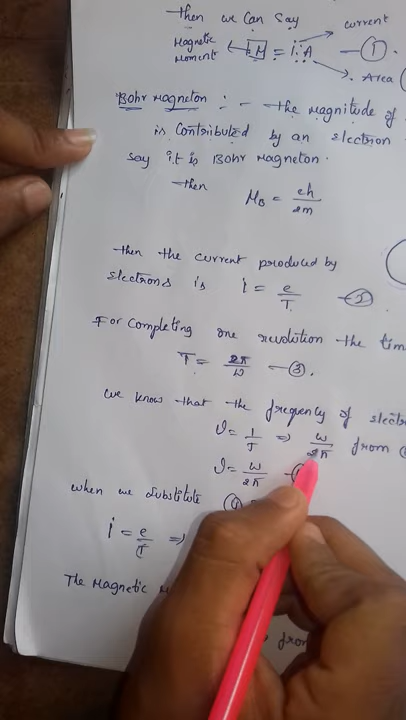 then we can say
current
Magnetic moment ← M = i.A — ①.
Area
Bohr Magneton :- - the magnitude of
is contributed by an electron
say it is Bohr Magneton.
then μB = eh/2m
then the current produced by
electrons is i = e/T — ②
For completing one revolution the
T = 2π/ω — ③.
we know that the frequency of
ν = 1/T ⇒ ω/2π from
ν = ω/2π —
when we substitute ④
i = e/T ⇒
The Magnetic
from